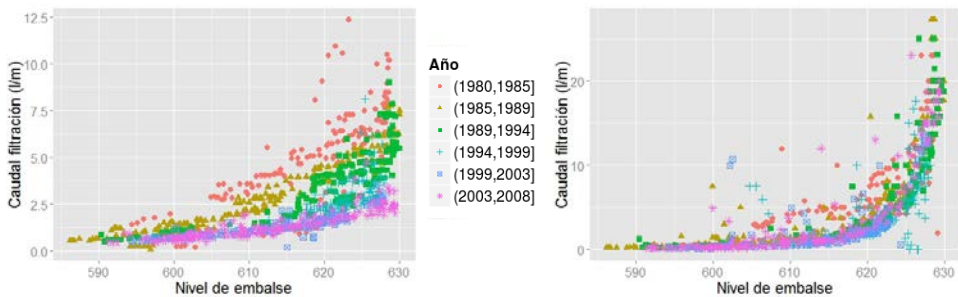 12.5
10.0
7.5
5.0
2.5
0.0
Caudal filtración (l/m)
590 600 610 620 630
Nivel de embalse
Año
(1980,1985]
(1985,1989]
(1989,1994]
(1994,1999]
(1999,2003]
(2003,2008]
20
10
0
Caudal filtración (l/m)
590 600 610 620 630
Nivel de embalse